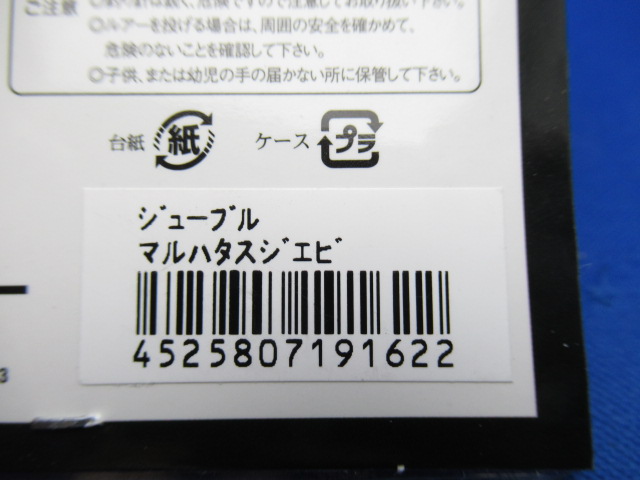 ご注意
◎ルアーを投げる場合は、周囲の安全を確かめて、
危険のないことを確認して下さい。
◎子供、または幼児の手の届かない所に保管して下さい。
台紙 紙 ケース プラ
ジューブル
マルハタスジエビ
4525807191622
3